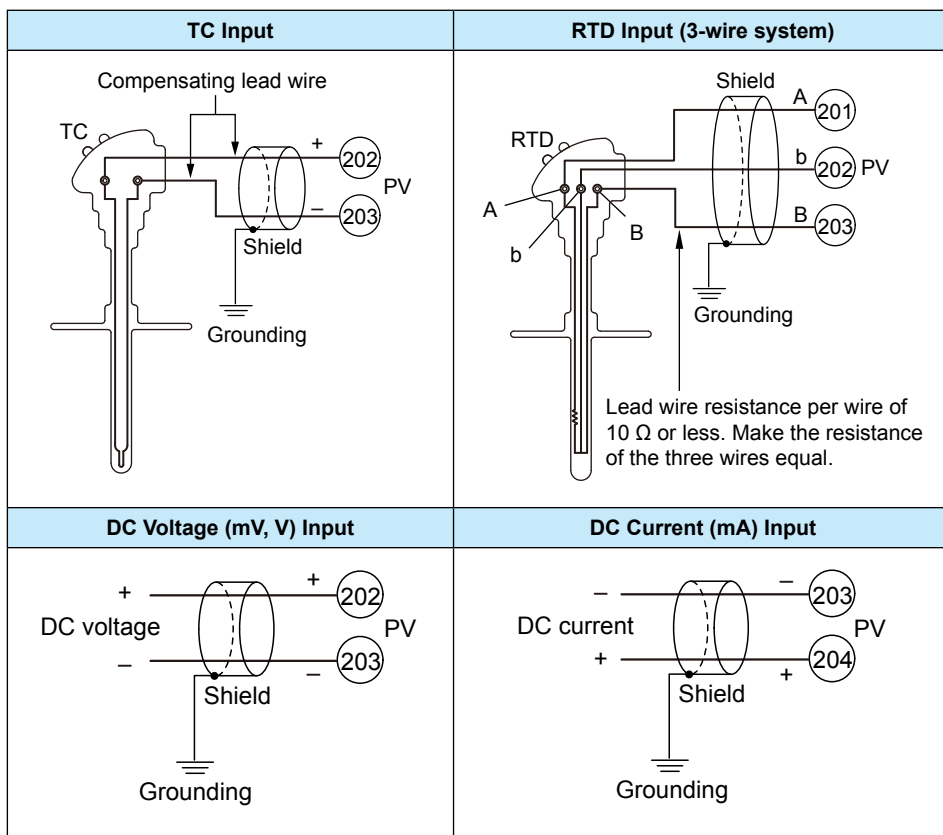 TC Input
Compensating lead wire
TC
+
202
PV
–
203
Shield
Grounding
RTD Input (3-wire system)
Shield
A
201
RTD
b
202 PV
A
B
B
203
b
Grounding
Lead wire resistance per wire of
10 Ω or less. Make the resistance
of the three wires equal.
DC Voltage (mV, V) Input
+
+
202
DC voltage
PV
–
–
203
Shield
Grounding
DC Current (mA) Input
–
–
203
DC current
PV
+
+
204
Shield
Grounding